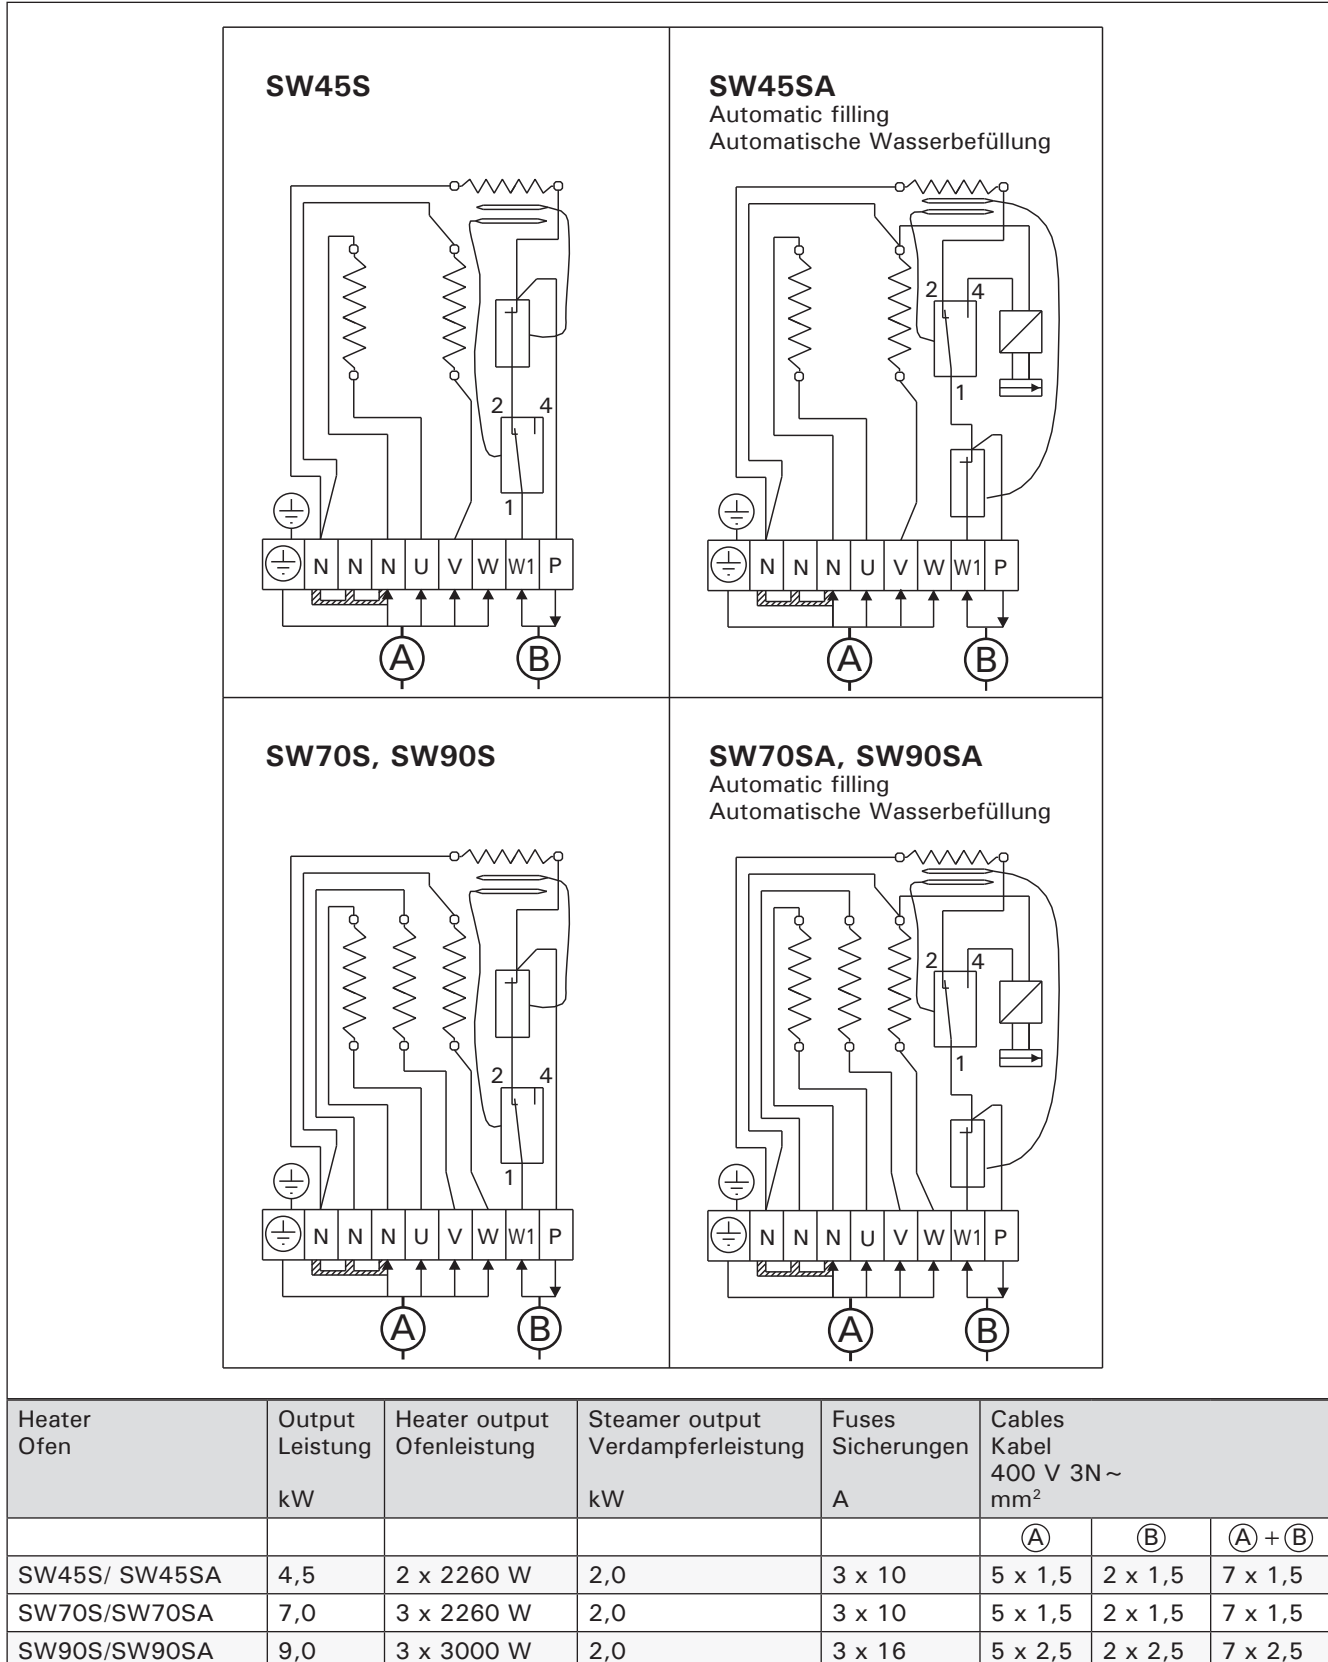 SW45S
2 4
1
N N N U V W W1 P
A B
SW45SA
Automatic filling
Automatische Wasserbefüllung
2 4
1
N N N U V W W1 P
A B
SW70S, SW90S
2 4
1
N N N U V W W1 P
A B
SW70SA, SW90SA
Automatic filling
Automatische Wasserbefüllung
2 4
1
N N N U V W W1 P
A B
Heater Output Heater output Steamer output Fuses Cables
Ofen Leistung Ofenleistung Verdampferleistung Sicherungen Kabel
400 V 3N~
kW kW A mm²
A B A + B
SW45S/ SW45SA 4,5 2 x 2260 W 2,0 3 x 10 5 x 1,5 2 x 1,5 7 x 1,5
SW70S/SW70SA 7,0 3 x 2260 W 2,0 3 x 10 5 x 1,5 2 x 1,5 7 x 1,5
SW90S/SW90SA 9,0 3 x 3000 W 2,0 3 x 16 5 x 2,5 2 x 2,5 7 x 2,5